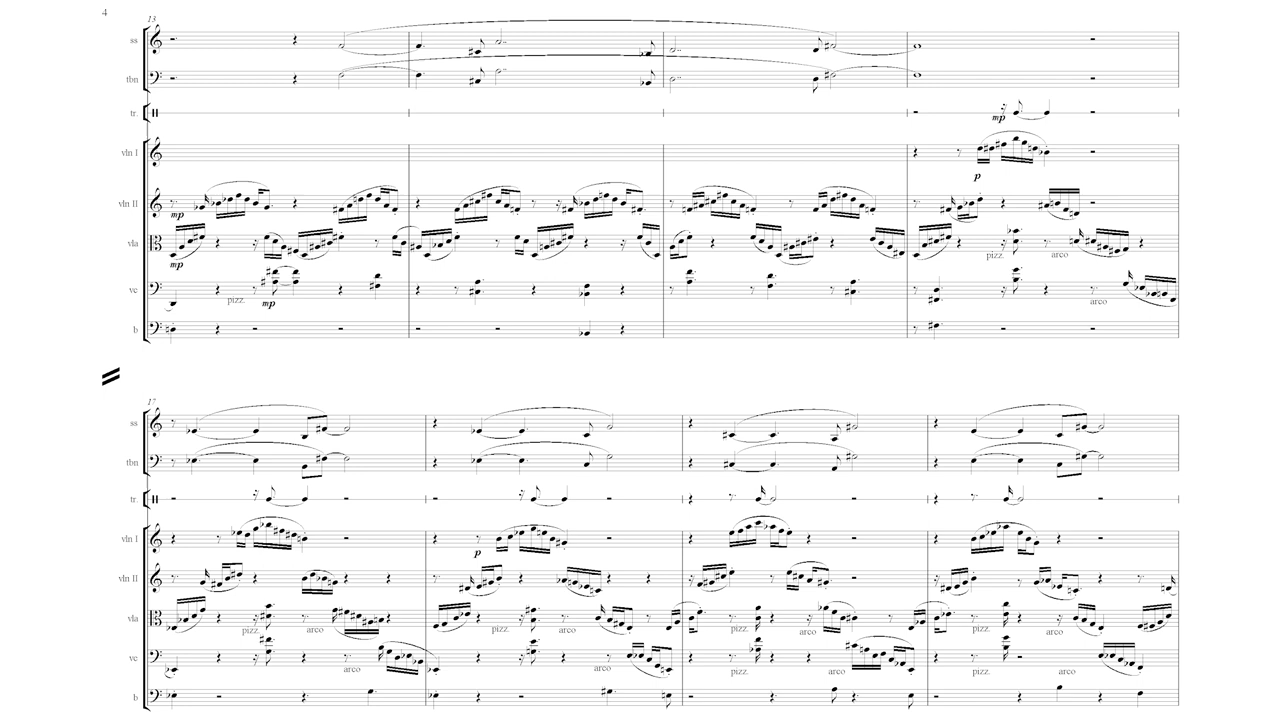 4
13
ss
tbn
tr.
mp
vln I
p
vln II
mp
vla
mp
pizz.
arco
vc
pizz.
mp
arco
b
17
ss
tbn
tr.
vln I
p
vln II
vla
pizz.
arco
pizz.
arco
pizz.
arco
pizz.
arco
vc
arco
arco
pizz.
arco
pizz.
arco
b